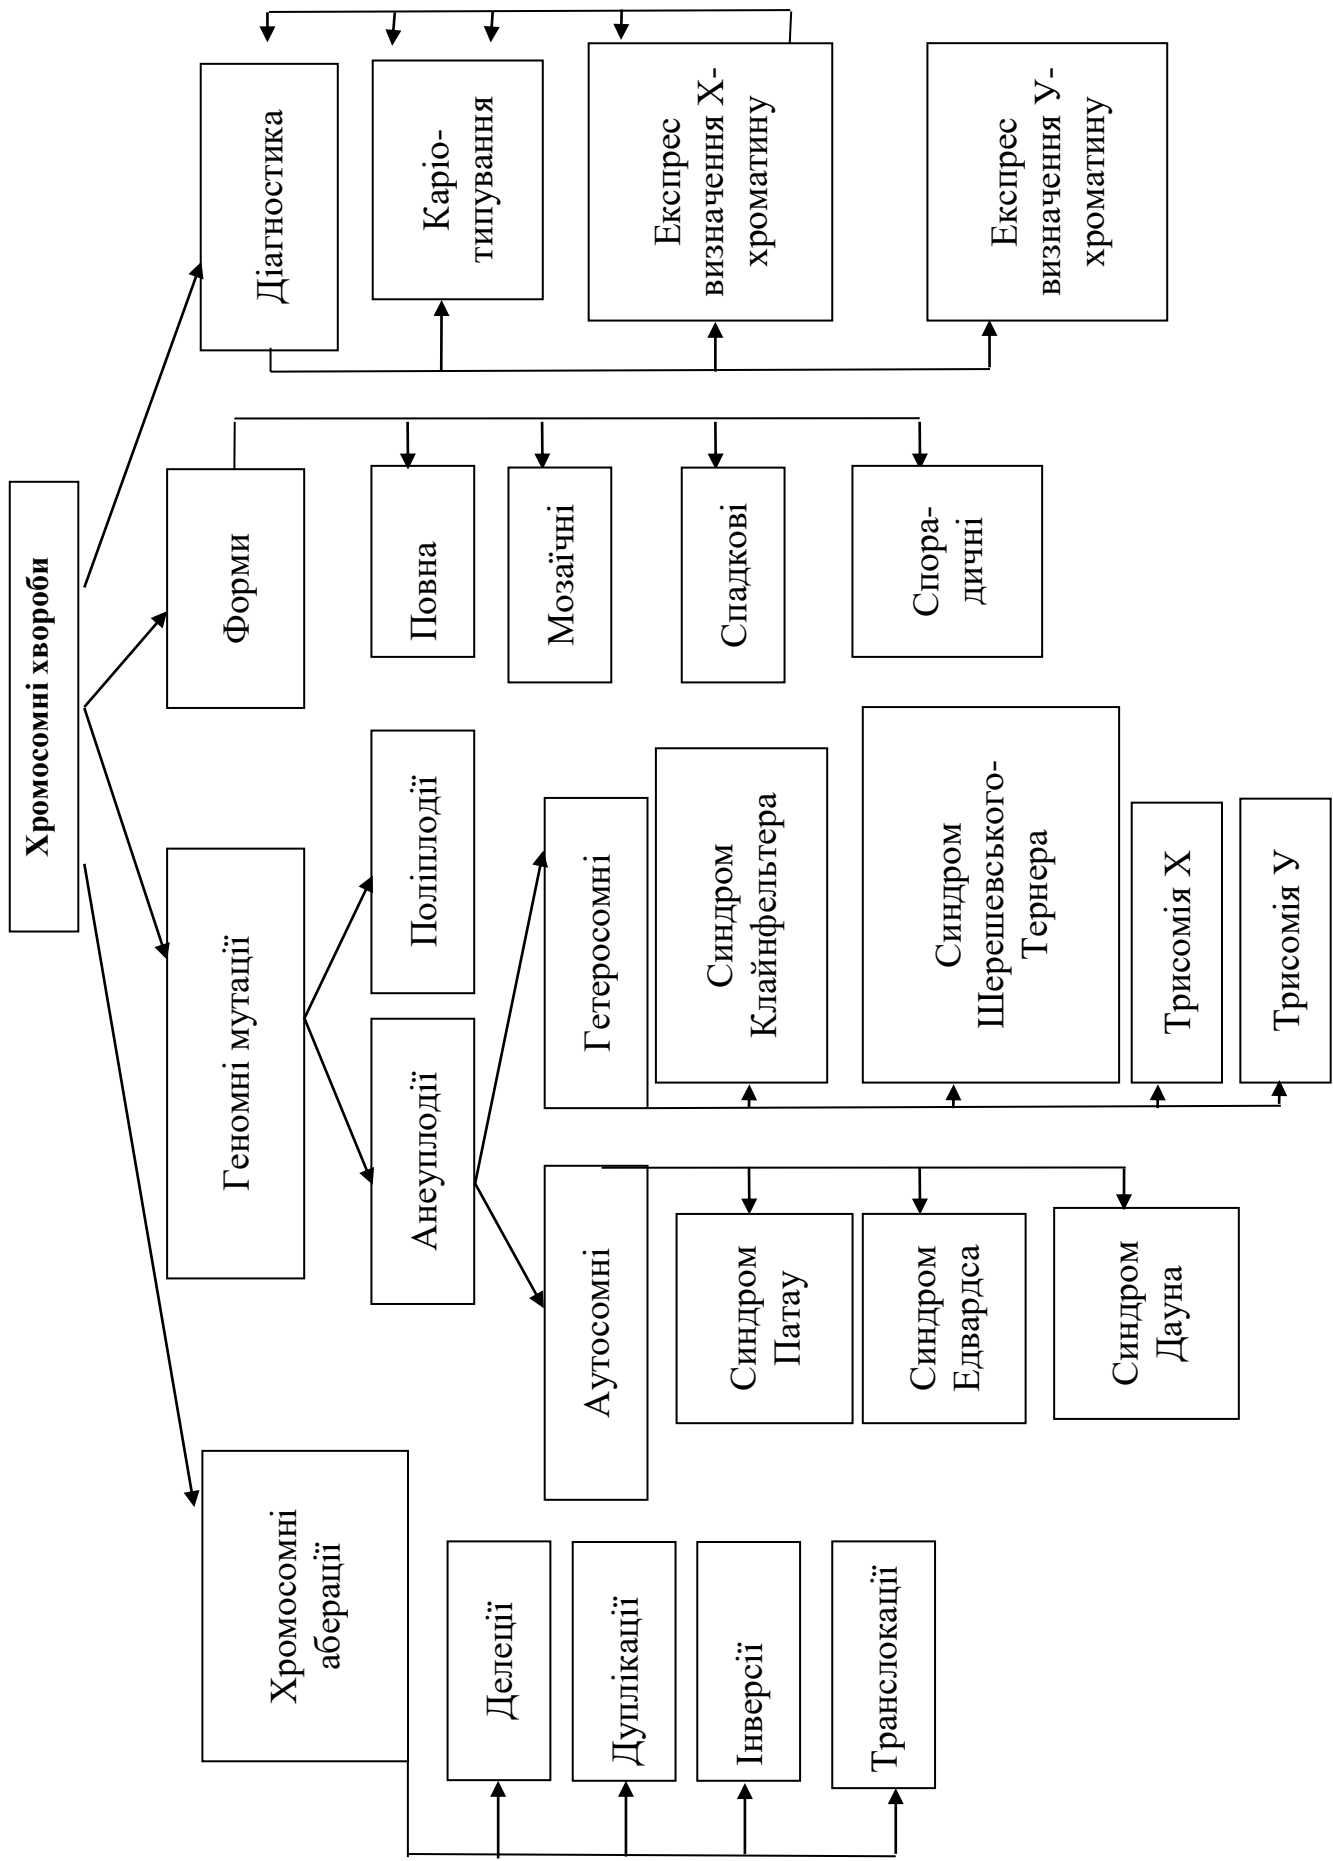 Хромосомні хвороби
Хромосомні
аберації
Геномні мутації
Форми
Діагностика
Делеції
Дуплікації
Інверсії
Транслокації
Анеуплодії
Поліплодії
Аутосомні
Гетеросомні
Синдром
Патау
Синдром
Едвардса
Синдром
Дауна
Синдром
Клайнфельтера
Синдром
Шерешевського-
Тернера
Трисомія Х
Трисомія У
Повна
Мозаїчні
Спадкові
Спора-
дичні
Каріо-
типування
Експрес
визначення Х-
хроматину
Експрес
визначення У-
хроматину